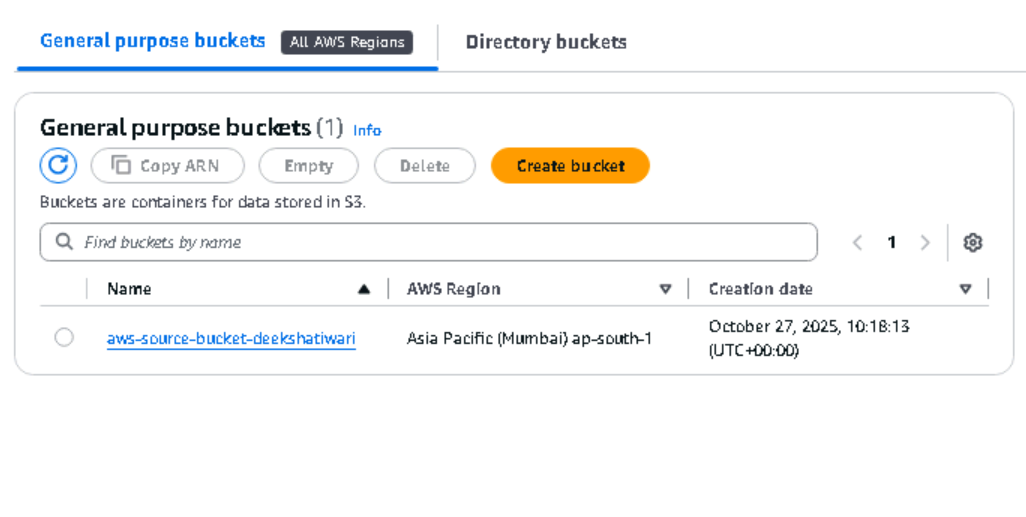 General purpose buckets All AWS Regions Directory buckets
General purpose buckets (1) Info
Copy ARN Empty Delete Create bucket
Buckets are containers for data stored in S3.
Find buckets by name 1
Name AWS Region Creation date
aws-source-bucket-deekshatiwari Asia Pacific (Mumbai) ap-south-1 October 27, 2025, 10:18:13
(UTC+00:00)